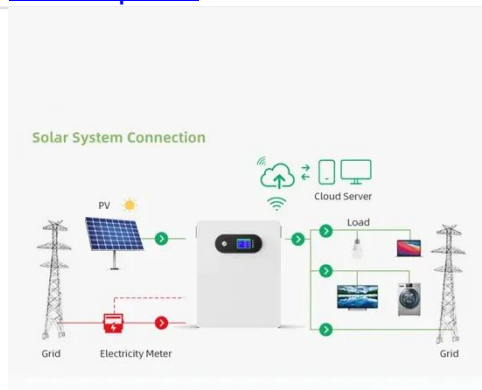 Solar System Connection
Cloud Server
PV
Load
Grid
Electricity Meter
Grid